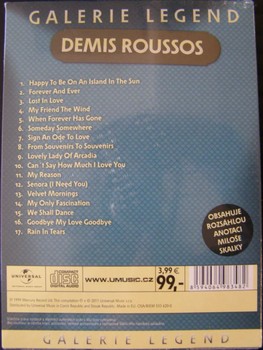 GALERIE LEGEND
DEMIS ROUSSOS
1. Happy To Be On An Island In The Sun
2. Forever And Ever
3. Lost In Love
4. My Friend The Wind
5. When Forever Has Gone
6. Someday Somewhere
7. Sign An Ode To Love
8. From Souvenirs To Souvenirs
9. Lovely Lady Of Arcadia
10. Can´t Say How Much I Love You
11. My Reason
12. Senora (I Need You)
13. Velvet Mornings
14. My Only Fascination
15. We Shall Dance
16. Goodbye My Love Goodbye
17. Rain In Tears
OBSAHUJE
ROZSÁHLOU
ANOTACI
MILOŠE
SKALKY
UNIVERSAL
COMPACT
disc
DIGITAL AUDIO
WWW.UMUSIC.CZ
3,99 €
99,-
GALERIE LEGEND